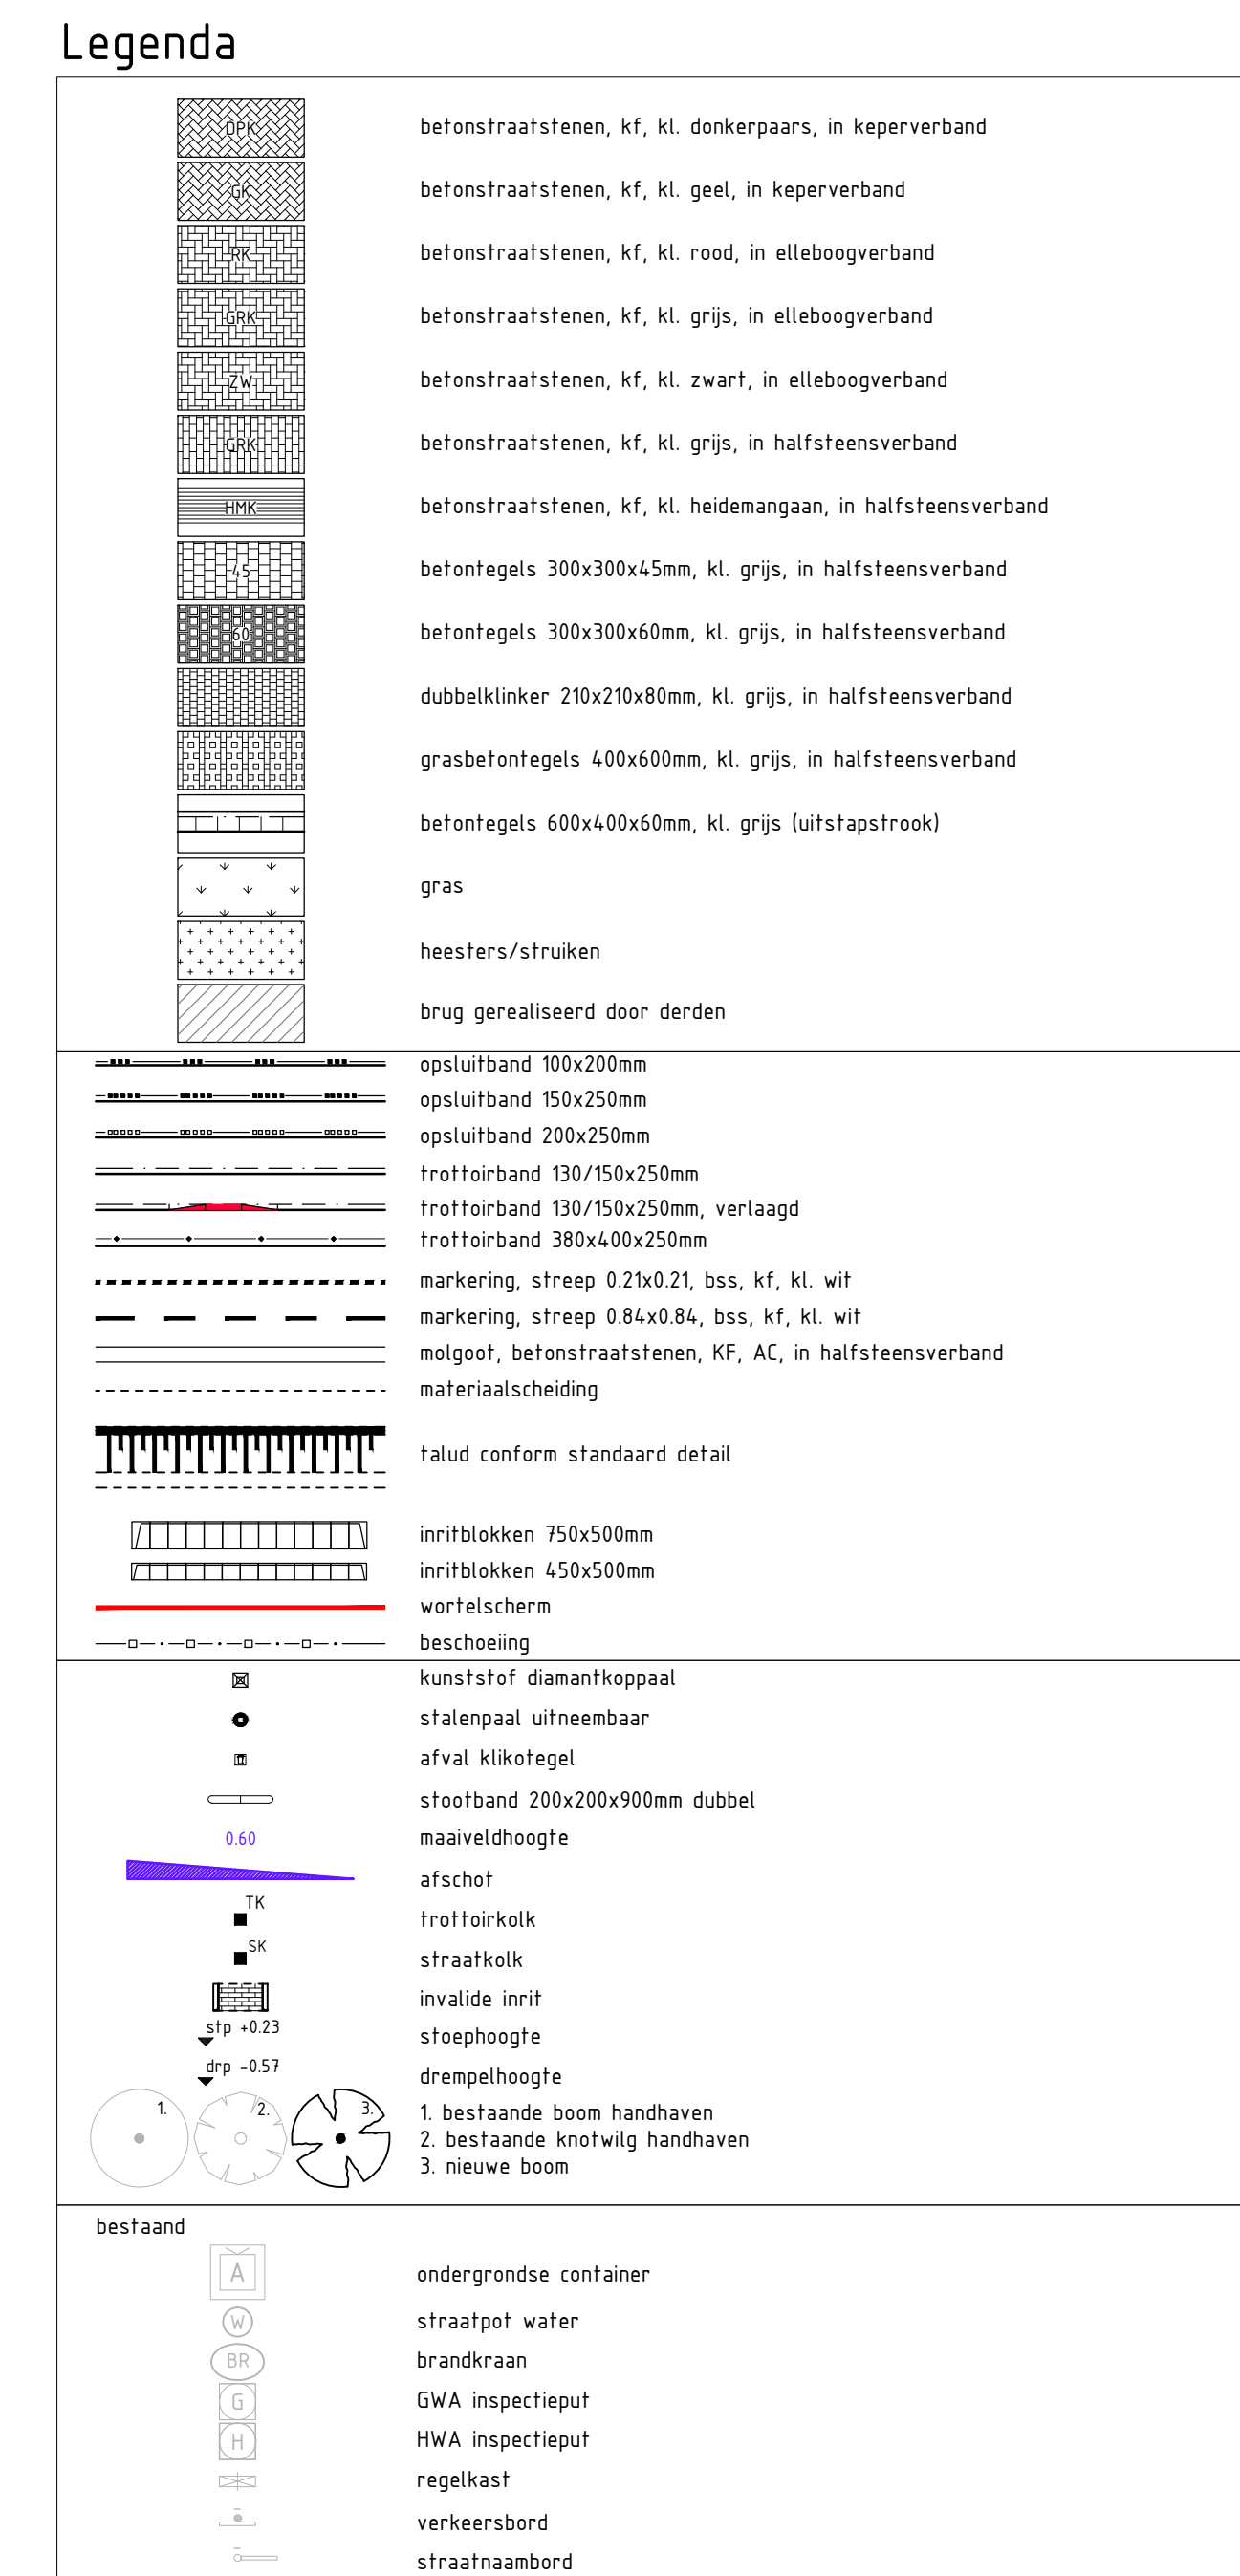 Legenda
DPK betonstraatstenen, kf, kl. donkerpaars, in keperverband
GK betonstraatstenen, kf, kl. geel, in keperverband
RK betonstraatstenen, kf, kl. rood, in elleboogverband
GRK betonstraatstenen, kf, kl. grijs, in elleboogverband
ZW betonstraatstenen, kf, kl. zwart, in elleboogverband
GRK betonstraatstenen, kf, kl. grijs, in halfsteensverband
HMK betonstraatstenen, kf, kl. heidemangaan, in halfsteensverband
45 betontegels 300x300x45mm, kl. grijs, in halfsteensverband
60 betontegels 300x300x60mm, kl. grijs, in halfsteensverband
dubbelklinker 210x210x80mm, kl. grijs, in halfsteensverband
grasbetontegels 400x600mm, kl. grijs, in halfsteensverband
betontegels 600x400x60mm, kl. grijs (uitstapstrook)
gras
heesters/struiken
brug gerealiseerd door derden
opsluitband 100x200mm
opsluitband 150x250mm
opsluitband 200x250mm
trottoirband 130/150x250mm
trottoirband 130/150x250mm, verlaagd
trottoirband 380x400x250mm
markering, streep 0.21x0.21, bss, kf, kl. wit
markering, streep 0.84x0.84, bss, kf, kl. wit
molgoot, betonstraatstenen, KF, AC, in halfsteensverband
materiaalscheiding
talud conform standaard detail
inritblokken 750x500mm
inritblokken 450x500mm
wortelscherm
beschoeiing
kunststof diamantkoppaal
stalenpaal uitneembaar
afval klikotegel
stootband 200x200x900mm dubbel
0.60 maaiveldhoogte
afschot
TK trottoirkolk
SK straatkolk
invalide inrit
stp +0.23 stoephoogte
drp -0.57 drempelhoogte
1. 2. 3. 1. bestaande boom handhaven
2. bestaande knotwilg handhaven
3. nieuwe boom
bestaand
A ondergrondse container
W straatpot water
BR brandkraan
G GWA inspectieput
H HWA inspectieput
regelkast
verkeersbord
straatnaambord